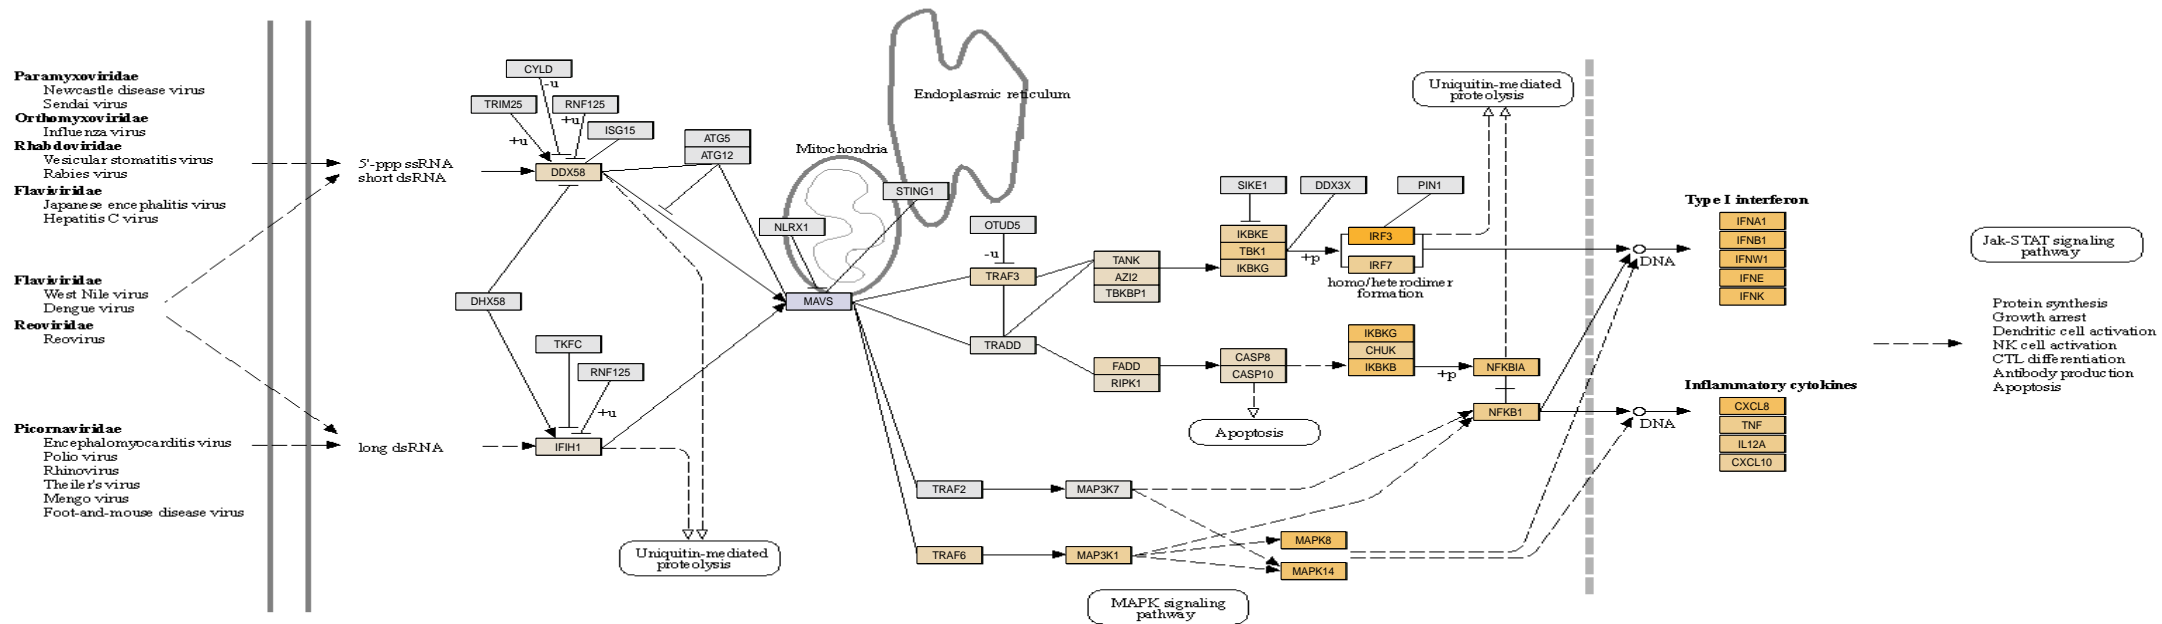 Paramyxoviridae
Newcastle disease virus
Sendai virus
Orthomyxoviridae
Influenza virus
Rhabdoviridae
Vesicular stomatitis virus
Rabies virus
Flaviviridae
Japanese encephalitis virus
Hepatitis C virus
Flaviviridae
West Nile virus
Dengue virus
Reoviridae
Reovirus
Picornaviridae
Encephalomyocarditis virus
Polio virus
Rhinovirus
Theiler's virus
Mengo virus
Foot-and-mouse disease virus
5'-ppp ssRNA
short dsRNA
long dsRNA
CYLD
-u
TRIM25
RNF125
+u
+u
ISG15
DDX58
ATG5
ATG12
DHX58
TKFC
RNF125
+u
IFIH1
Uniquitin-mediated
proteolysis
Mitochondria
Endoplasmic reticulum
STING1
NLRX1
MAVS
OTUD5
-u
TRAF3
TRADD
TANK
AZI2
TBKBP1
FADD
RIPK1
TRAF2
MAP3K7
TRAF6
MAP3K1
MAPK signaling
pathway
SIKE1
DDX3X
PIN1
IKBKE
TBK1
IKBKG
+p
IRF3
IRF7
homo/heterodimer
formation
CASP8
CASP10
Apoptosis
IKBKG
CHUK
IKBKB
+p
NFKBIA
NFKB1
MAPK8
MAPK14
Uniquitin-mediated
proteolysis
DNA
DNA
Type I interferon
IFNA1
IFNB1
IFNW1
IFNE
IFNK
Inflammatory cytokines
CXCL8
TNF
IL12A
CXCL10
Jak-STAT signaling
pathway
Protein synthesis
Growth arrest
Dendritic cell activation
NK cell activation
CTL differentiation
Antibody production
Apoptosis